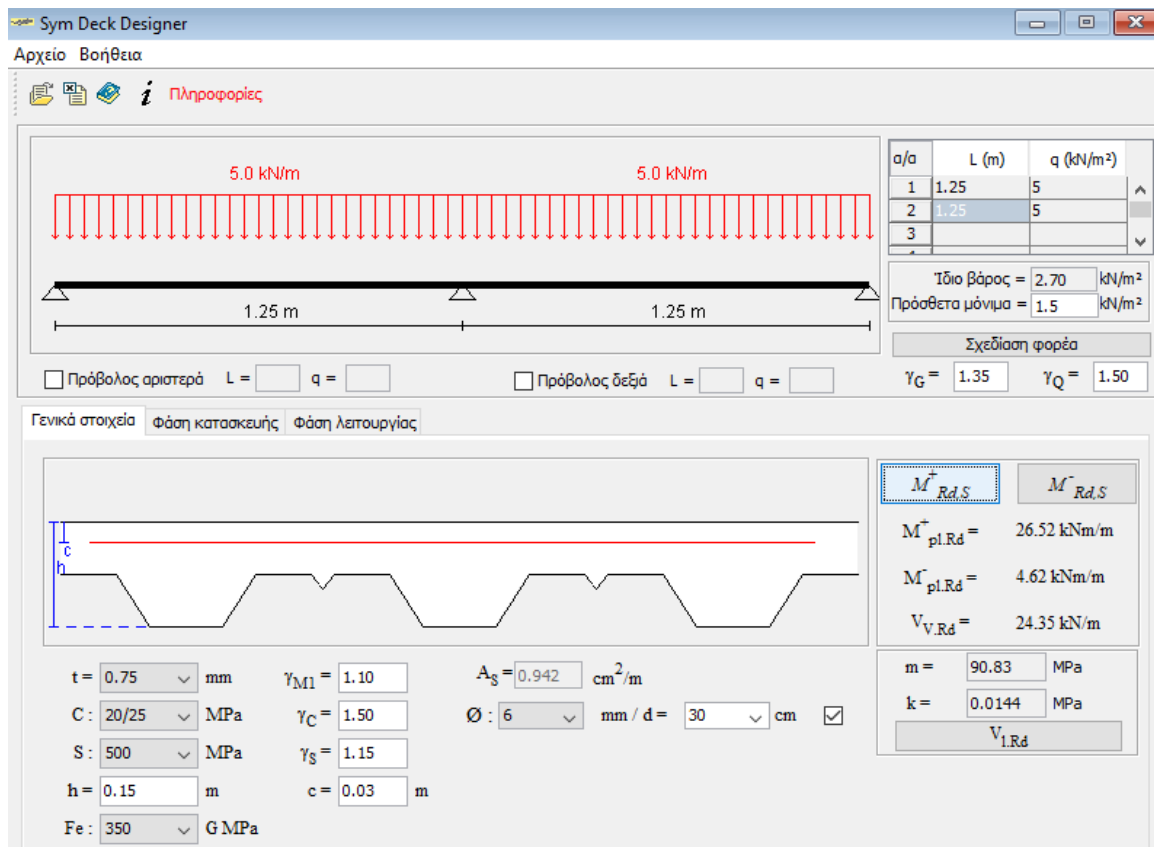 Sym Deck Designer
Αρχείο Βοήθεια
i Πληροφορίες
5.0 kN/m 5.0 kN/m
1.25 m 1.25 m
α/α L (m) q (kN/m²)
1 1.25 5
2 1.25 5
3
Ίδιο βάρος = 2.70 kN/m²
Πρόσθετα μόνιμα = 1.5 kN/m²
Σχεδίαση φορέα
Πρόβολος αριστερά L = q =
Πρόβολος δεξιά L = q =
γG = 1.35 γQ = 1.50
Γενικά στοιχεία Φάση κατασκευής Φάση λειτουργίας
c
h
M+Rd,S M-Rd,S
M+pl.Rd = 26.52 kNm/m
M-pl.Rd = 4.62 kNm/m
VV.Rd = 24.35 kN/m
m = 90.83 MPa
k = 0.0144 MPa
V1.Rd
t = 0.75 mm γM1 = 1.10 AS = 0.942 cm2/m
C : 20/25 MPa γC = 1.50 Ø : 6 mm / d = 30 cm
S : 500 MPa γS = 1.15
h = 0.15 m c = 0.03 m
Fe : 350 G MPa